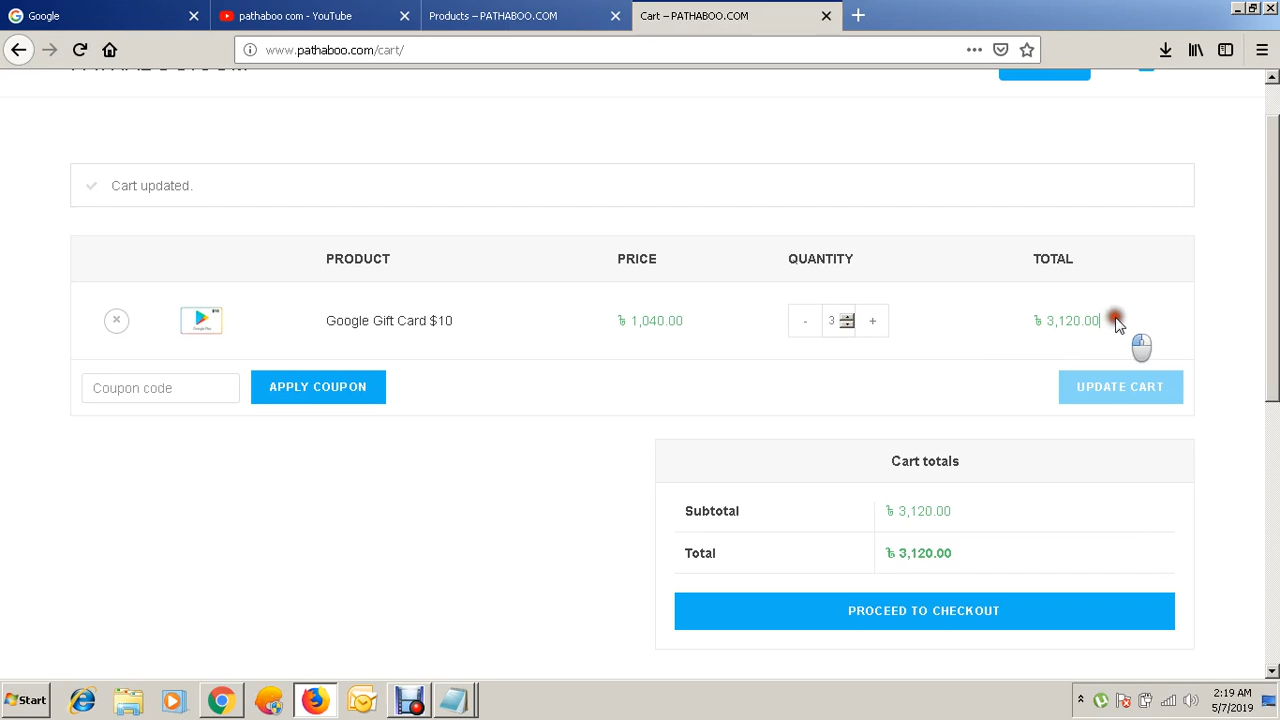 Google
pathaboo com - YouTube
Products – PATHABOO.COM
Cart – PATHABOO.COM
www.pathaboo.com/cart/
Cart updated.
PRODUCT PRICE QUANTITY TOTAL
$10
Google Gift Card $10 ৳ 1,040.00 - 3 + ৳ 3,120.00
Coupon code APPLY COUPON UPDATE CART
Cart totals
Subtotal ৳ 3,120.00
Total ৳ 3,120.00
PROCEED TO CHECKOUT
Start
2:19 AM
5/7/2019